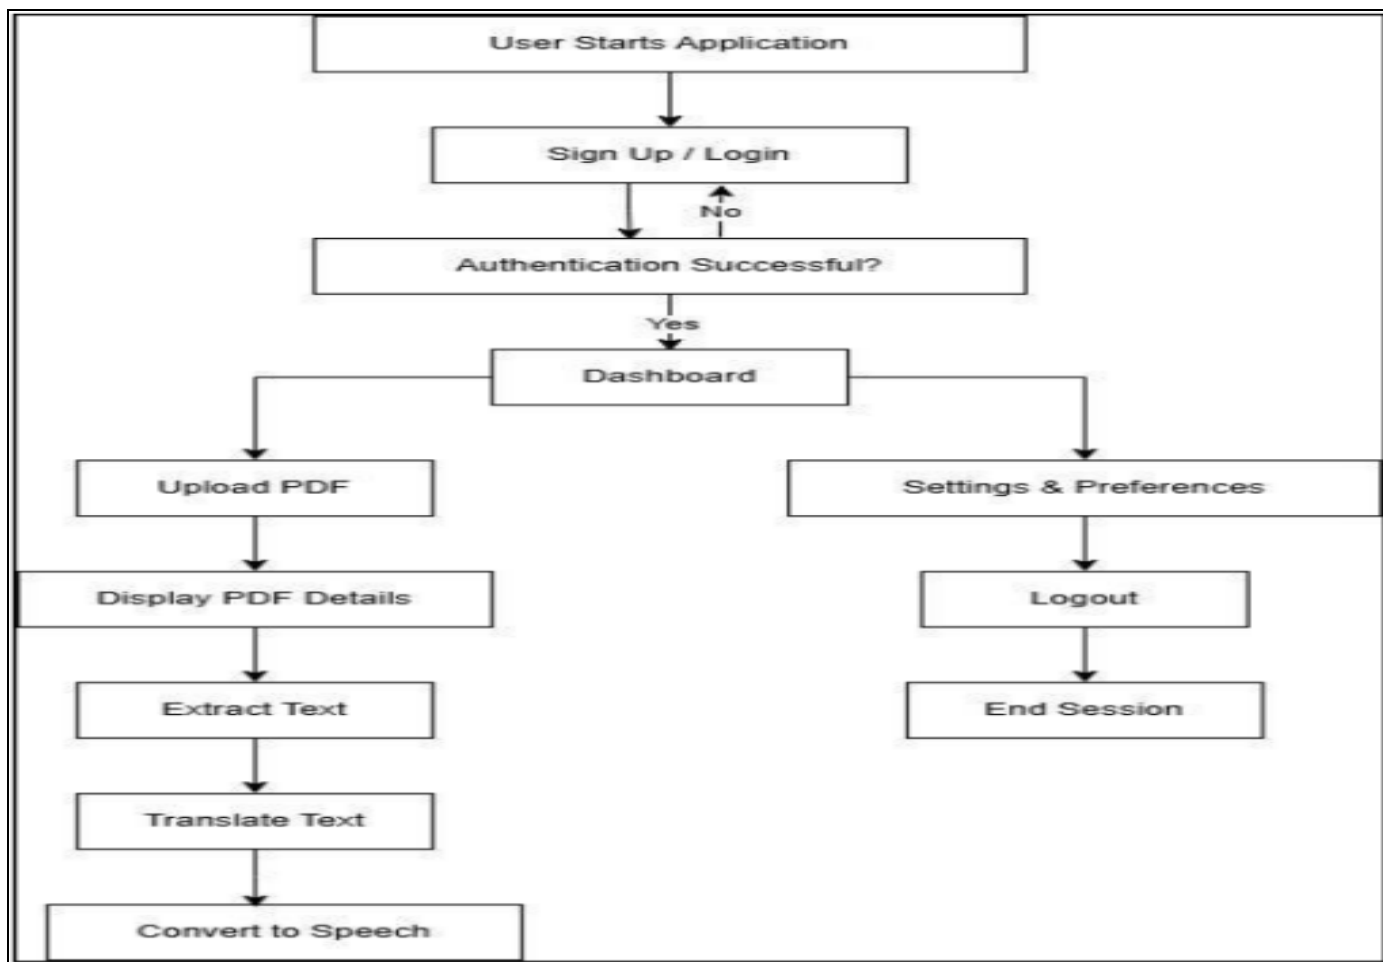 User Starts Application
Sign Up / Login
No
Authentication Successful?
Yes
Dashboard
Upload PDF
Settings & Preferences
Display PDF Details
Logout
Extract Text
End Session
Translate Text
Convert to Speech